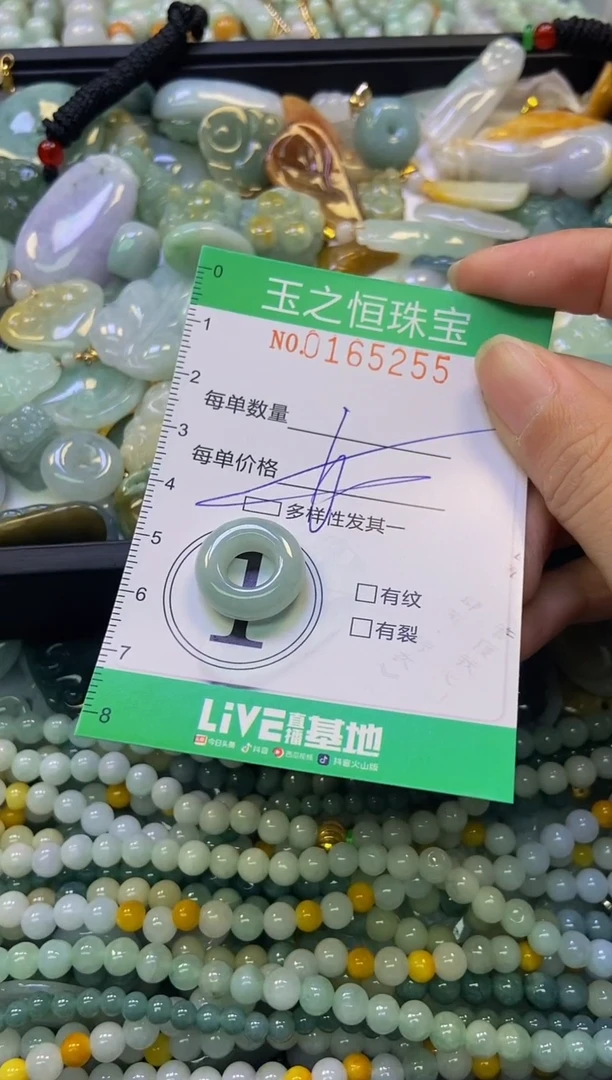 0
玉之恒珠宝
1
NO.0165255
2
每单数量
3
每单价格
4
多样性发其一
5
1
6
有纹
有裂
7
LiVE直播基地
8
今日头条 抖音 西瓜视频 抖音火山版